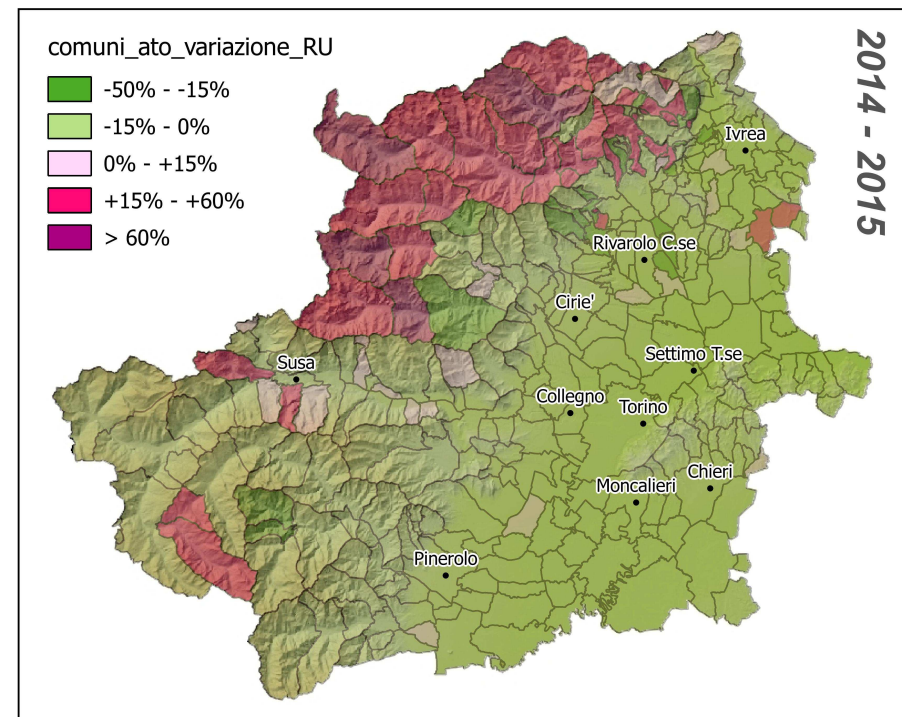 comuni_ato_variazione_RU
-50% - -15%
-15% - 0%
0% - +15%
+15% - +60%
> 60%
2014 - 2015
Ivrea
Rivarolo C.se
Cirie'
Settimo T.se
Susa
Collegno
Torino
Chieri
Moncalieri
Pinerolo